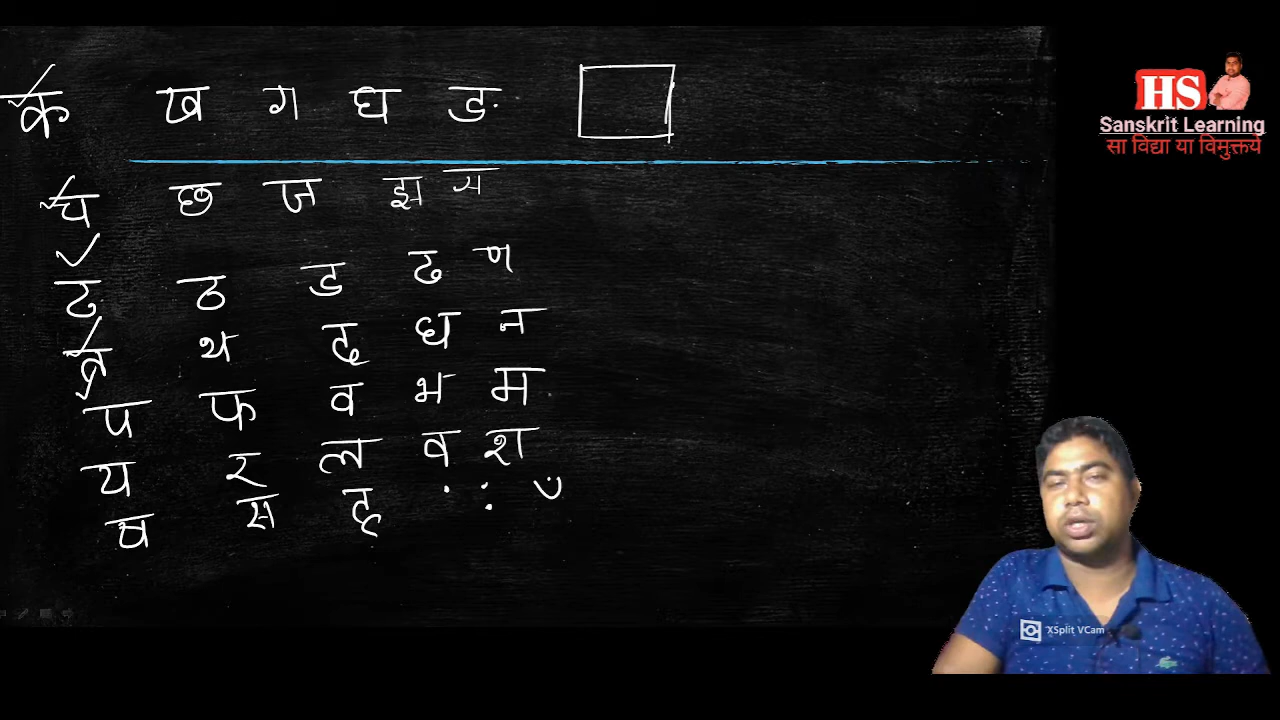 क ख ग घ ङ
च छ ज झ ञ
ट ठ ड ढ ण
त थ द ध न
प फ व भ म
य र ल व श
ष स ह ं ः ँ
HS
Sanskrit Learning
सा विद्या या विमुक्तये
XSplit VCam